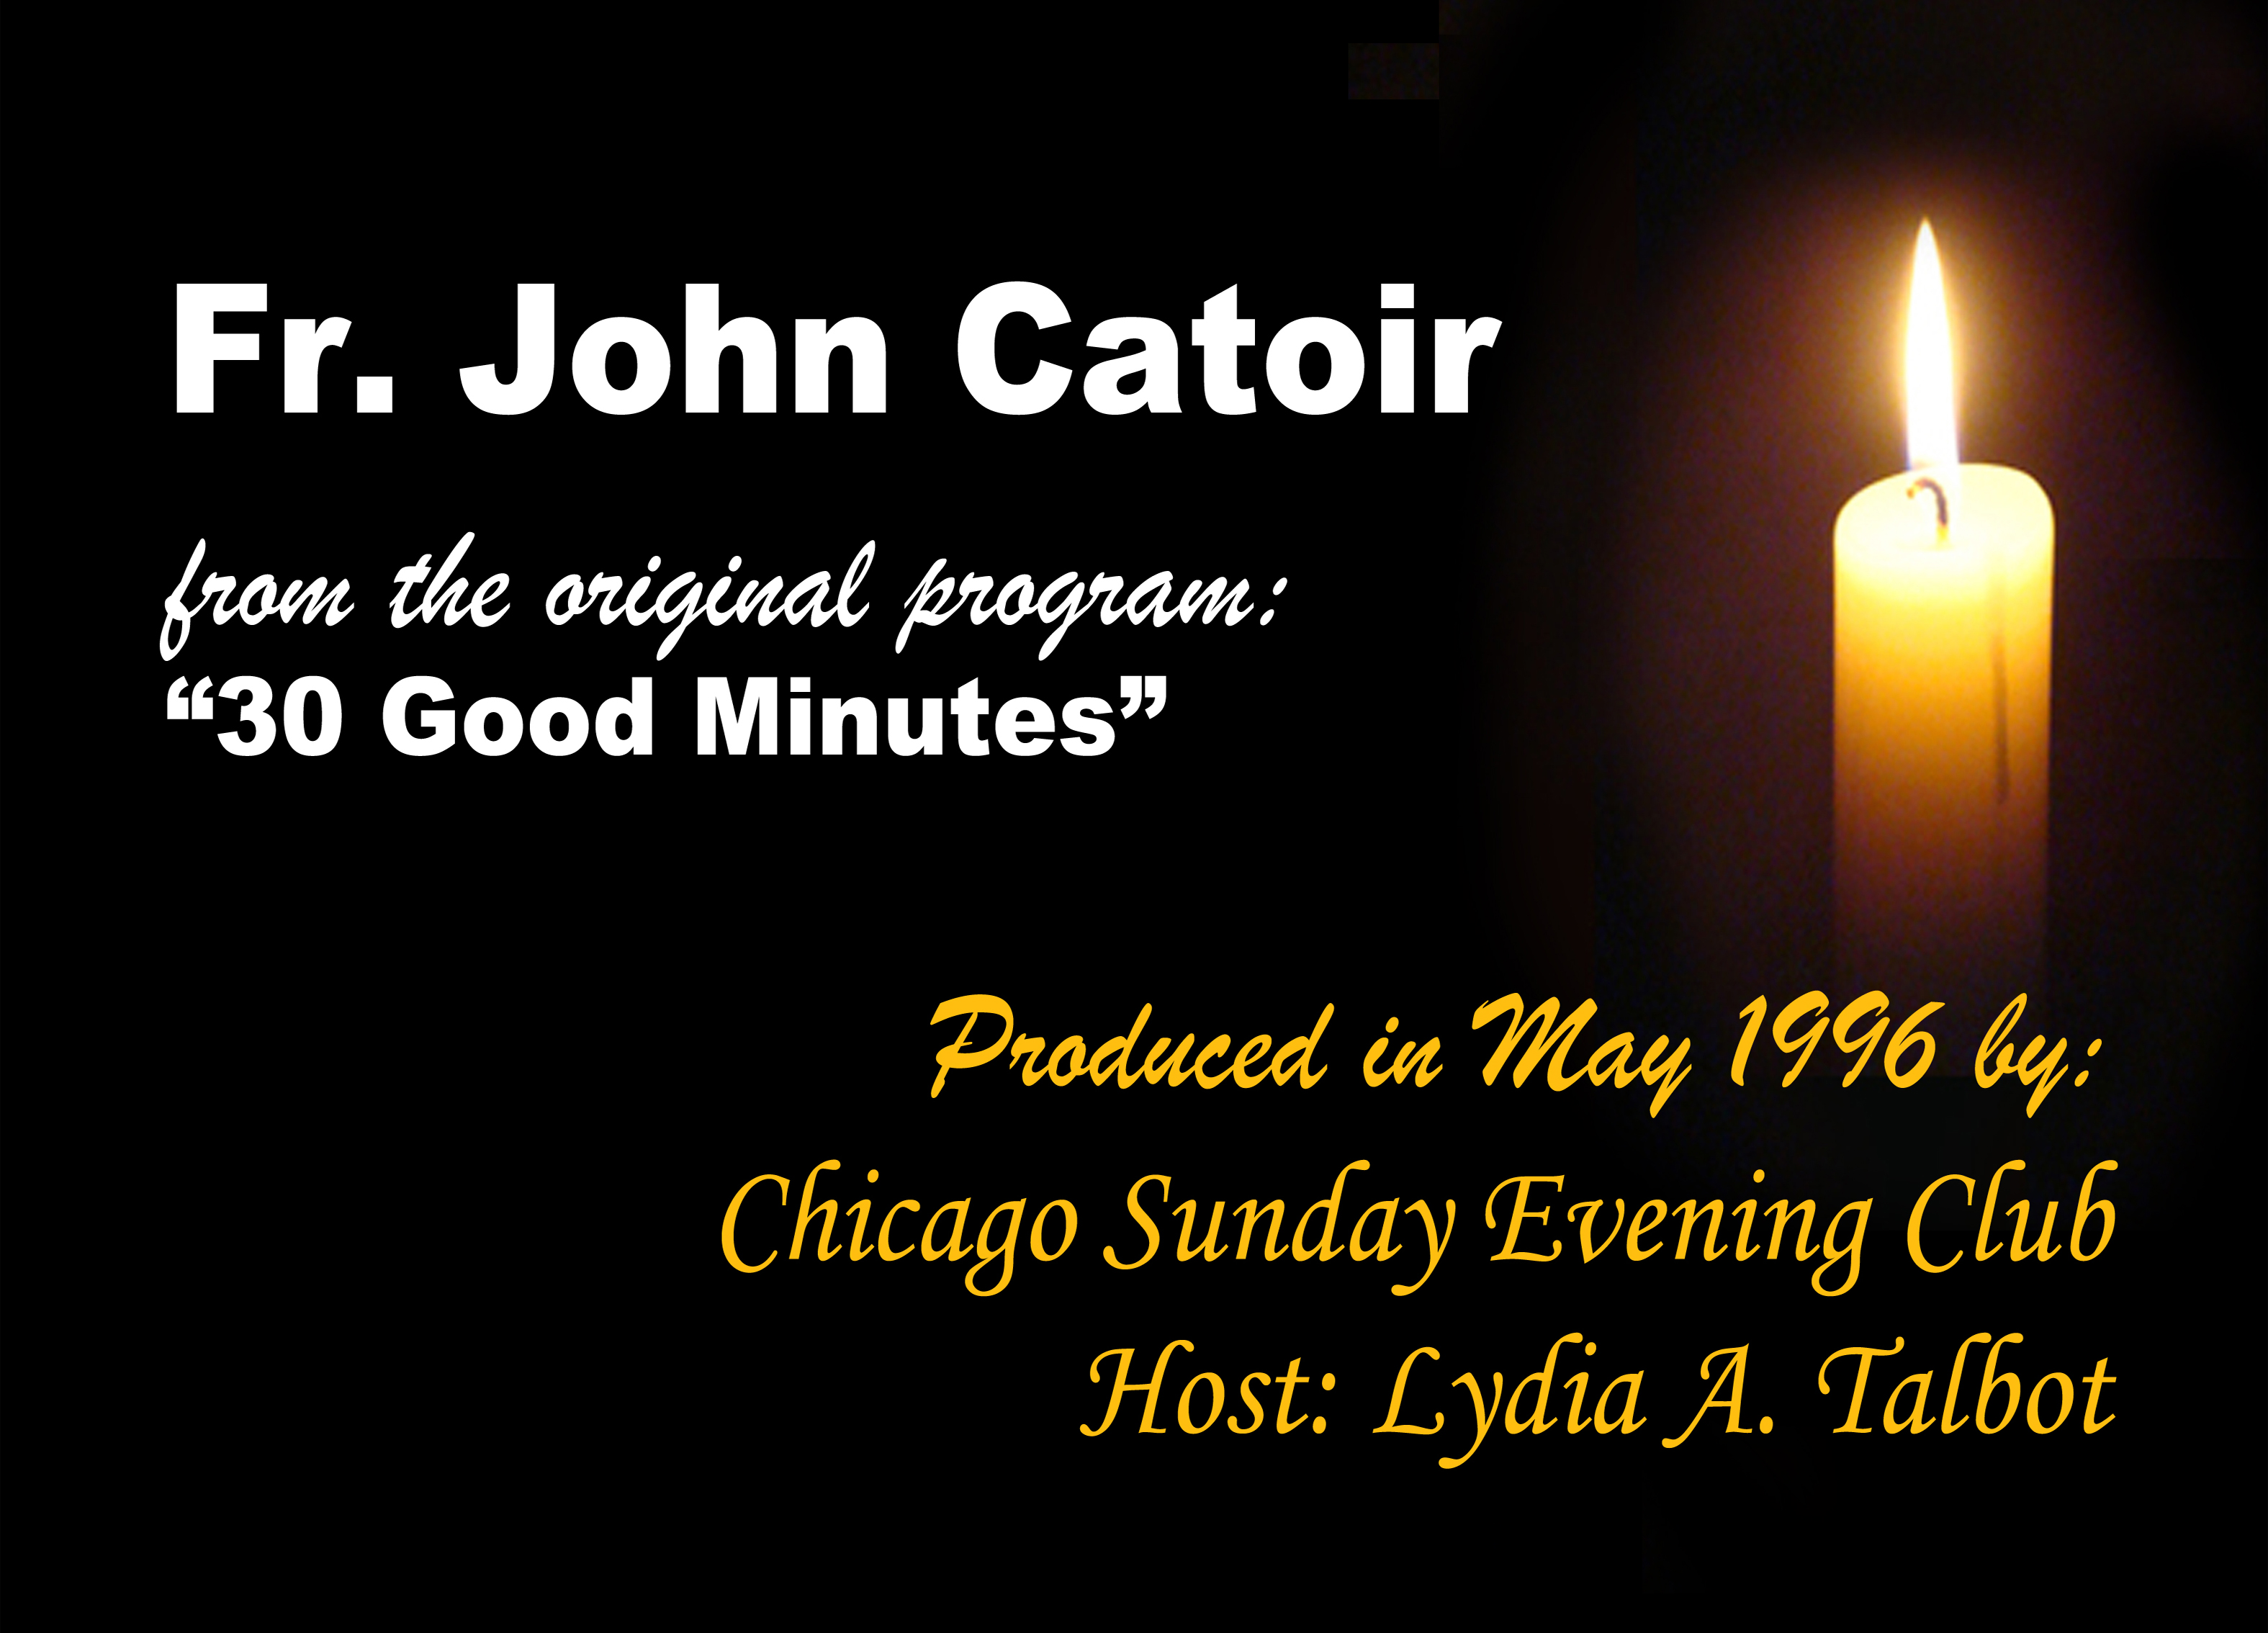 Fr. John Catoir
from the original program:
“30 Good Minutes”
Produced in May 1996 by:
Chicago Sunday Evening Club
Host: Lydia A. Talbot